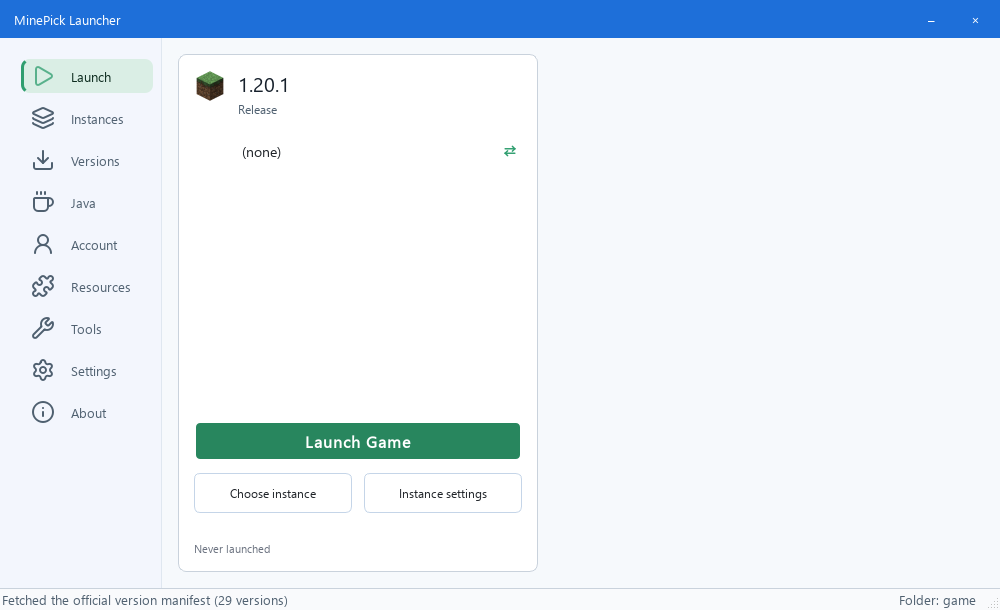 MinePick Launcher
Launch
Instances
Versions
Java
Account
Resources
Tools
Settings
About
1.20.1
Release
(none)
Launch Game
Choose instance
Instance settings
Never launched
Fetched the official version manifest (29 versions)
Folder: game